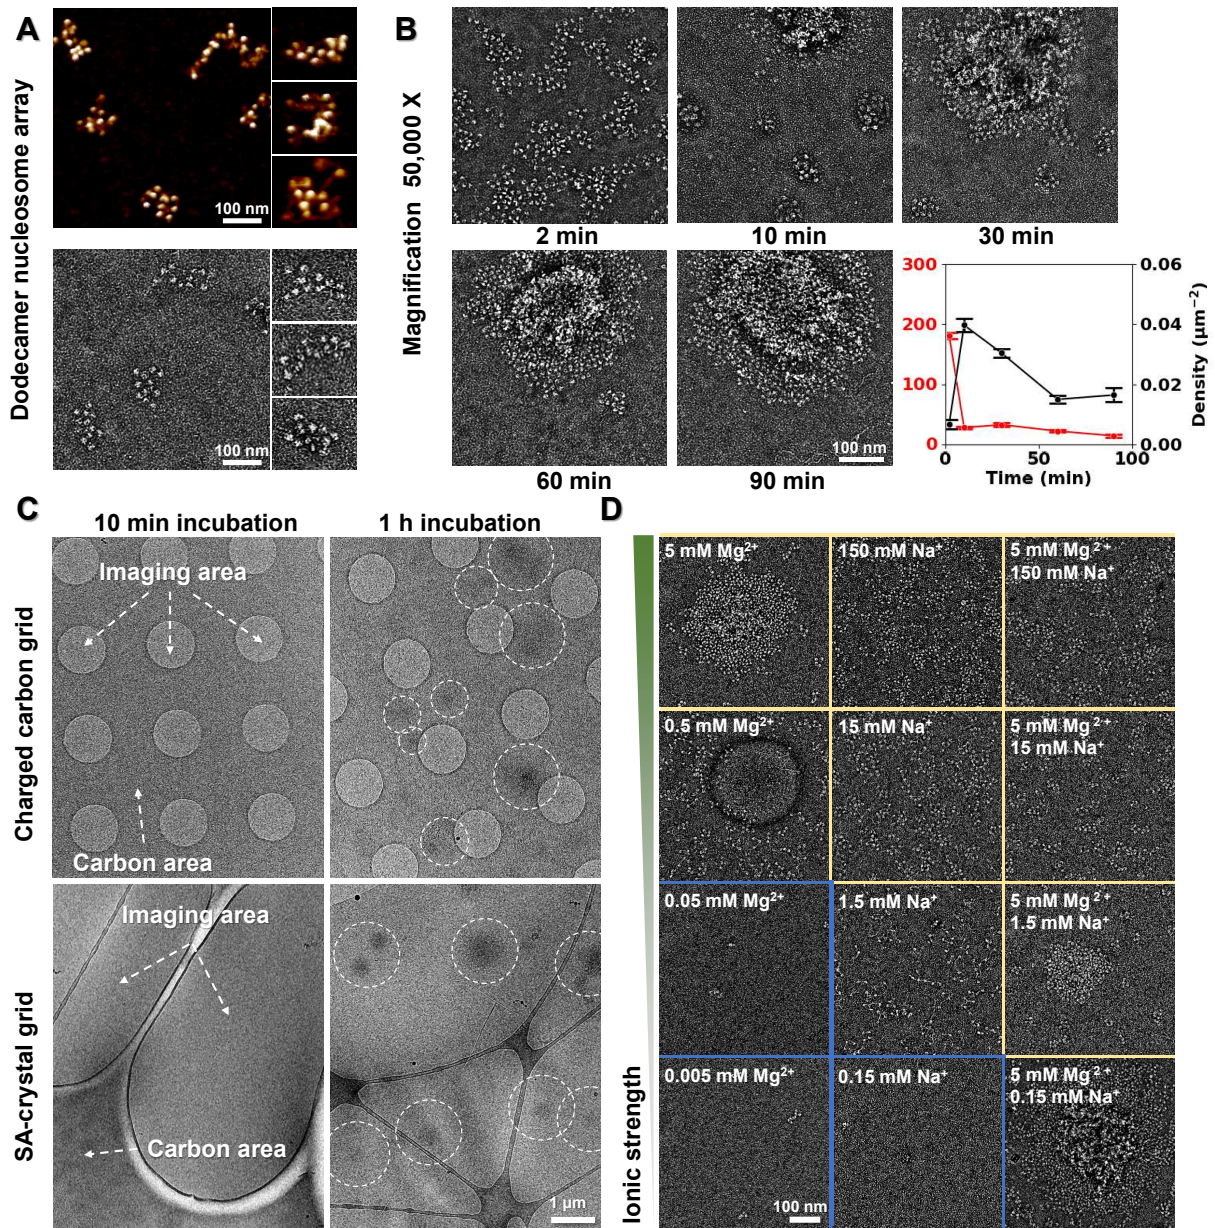 A
Dodecamer nucleosome array
100 nm
100 nm
B
Magnification 50,000 X
2 min
10 min
30 min
60 min
90 min
100 nm
300
200
100
0
0.06
0.04
0.02
0.00
Density (μm⁻²)
0
50
100
Time (min)
C
10 min incubation
1 h incubation
Charged carbon grid
Imaging area
Carbon area
SA-crystal grid
Imaging area
Carbon area
1 μm
D
Ionic strength
5 mM Mg²⁺
150 mM Na⁺
5 mM Mg²⁺
150 mM Na⁺
0.5 mM Mg²⁺
15 mM Na⁺
5 mM Mg²⁺
15 mM Na⁺
0.05 mM Mg²⁺
1.5 mM Na⁺
5 mM Mg²⁺
1.5 mM Na⁺
0.005 mM Mg²⁺
0.15 mM Na⁺
5 mM Mg²⁺
0.15 mM Na⁺
100 nm